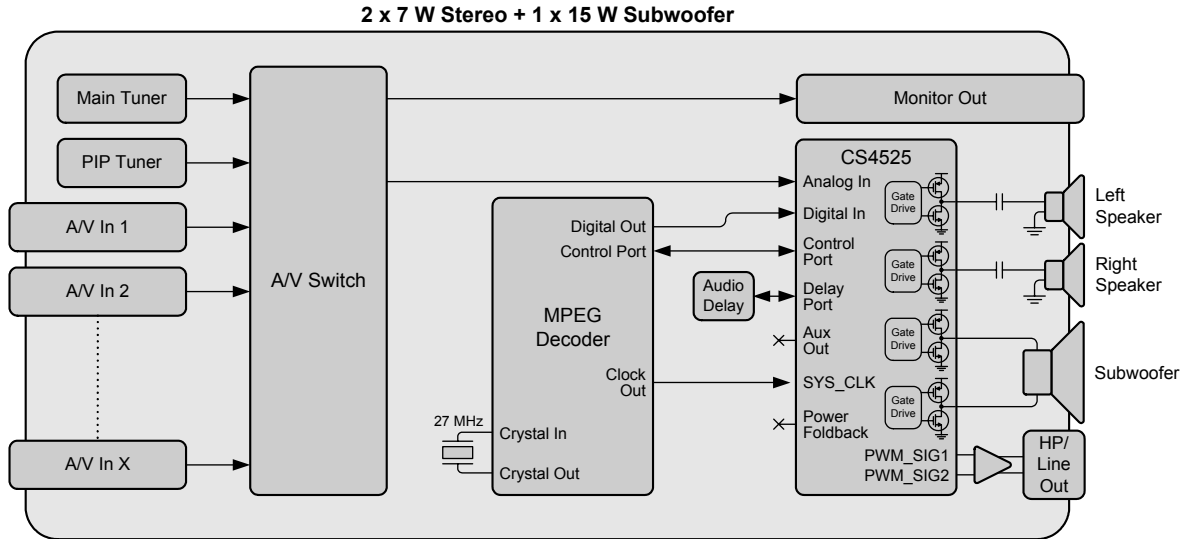 2 x 7 W Stereo + 1 x 15 W Subwoofer
Main Tuner
PIP Tuner
A/V In 1
A/V In 2
A/V In X
A/V Switch
Monitor Out
MPEG
Decoder
Digital Out
Control Port
Clock
Out
Crystal In
Crystal Out
27 MHz
Audio
Delay
CS4525
Analog In
Digital In
Control
Port
Delay
Port
Aux
Out
SYS_CLK
Power
Foldback
PWM_SIG1
PWM_SIG2
Gate
Drive
Gate
Drive
Gate
Drive
Gate
Drive
Left
Speaker
Right
Speaker
Subwoofer
HP/
Line
Out